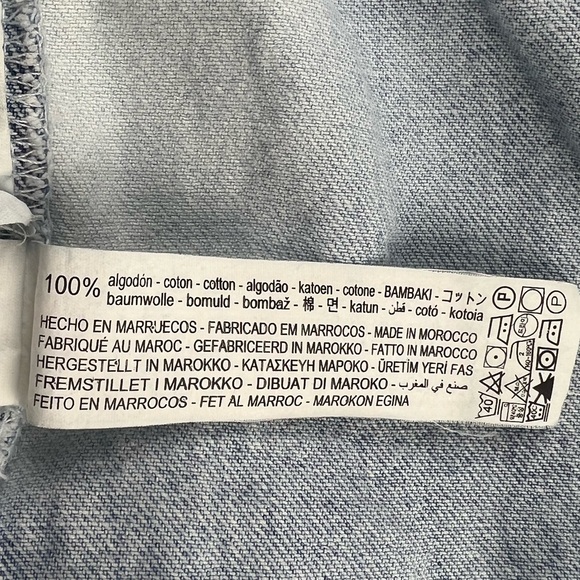 100% algodón - coton - cotton - algodão - katoen - cotone - BAMBAKI - コットン
baumwolle - bomuld - bombaž - 棉 - 면 - katun - قطن - cotó - kotoia
HECHO EN MARRUECOS - FABRICADO EM MARROCOS - MADE IN MOROCCO
FABRIQUÉ AU MAROC - GEFABRICEERD IN MAROKKO - FATTO IN MAROCCO
HERGESTELLT IN MAROKKO - ΚΑΤΑΣΚΕΥΗ ΜΑΡΟΚΟ - ÜRETİM YERİ FAS
FREMSTILLET I MAROKKO - DIBUAT DI MAROKO - صنع في المغرب
FEITO EN MARROCOS - FET AL MARROC - MAROKON EGINA
P
P
40